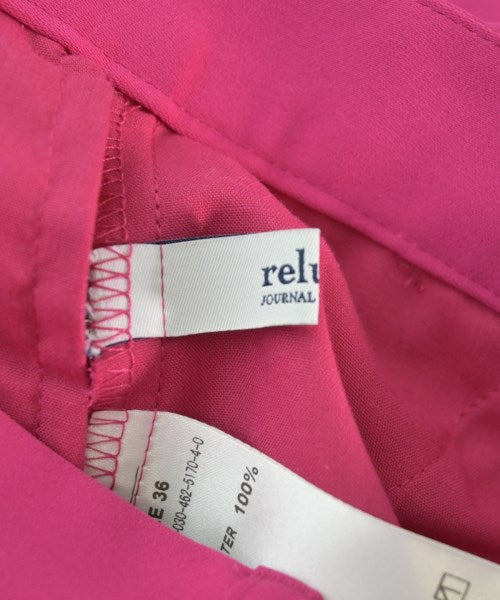 relu
JOURNAL
E 36
-030-462-5170-4-0
TER 100%